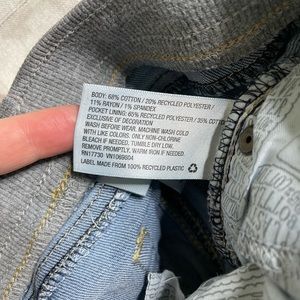 BODY: 68% COTTON / 20% RECYCLED POLYESTER /
11% RAYON / 1% SPANDEX
POCKET LINING: 65% RECYCLED POLYESTER / 35% COTTON
EXCLUSIVE OF DECORATION
WASH BEFORE WEAR. MACHINE WASH COLD
WITH LIKE COLORS. ONLY NON-CHLORINE
BLEACH IF NEEDED. TUMBLE DRY LOW.
REMOVE PROMPTLY. WARM IRON IF NEEDED.
RN17730 VN1069804
LABEL MADE FROM 100% RECYCLED PLASTIC